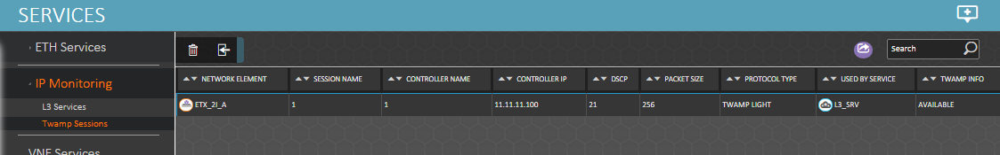 SERVICES
ETH Services
IP Monitoring
L3 Services
Twamp Sessions
VNF Services
Search
NETWORK ELEMENT SESSION NAME CONTROLLER NAME CONTROLLER IP DSCP PACKET SIZE PROTOCOL TYPE USED BY SERVICE TWAMP INFO
ETX_2I_A 1 1 11.11.11.100 21 256 TWAMP LIGHT L3_SRV AVAILABLE